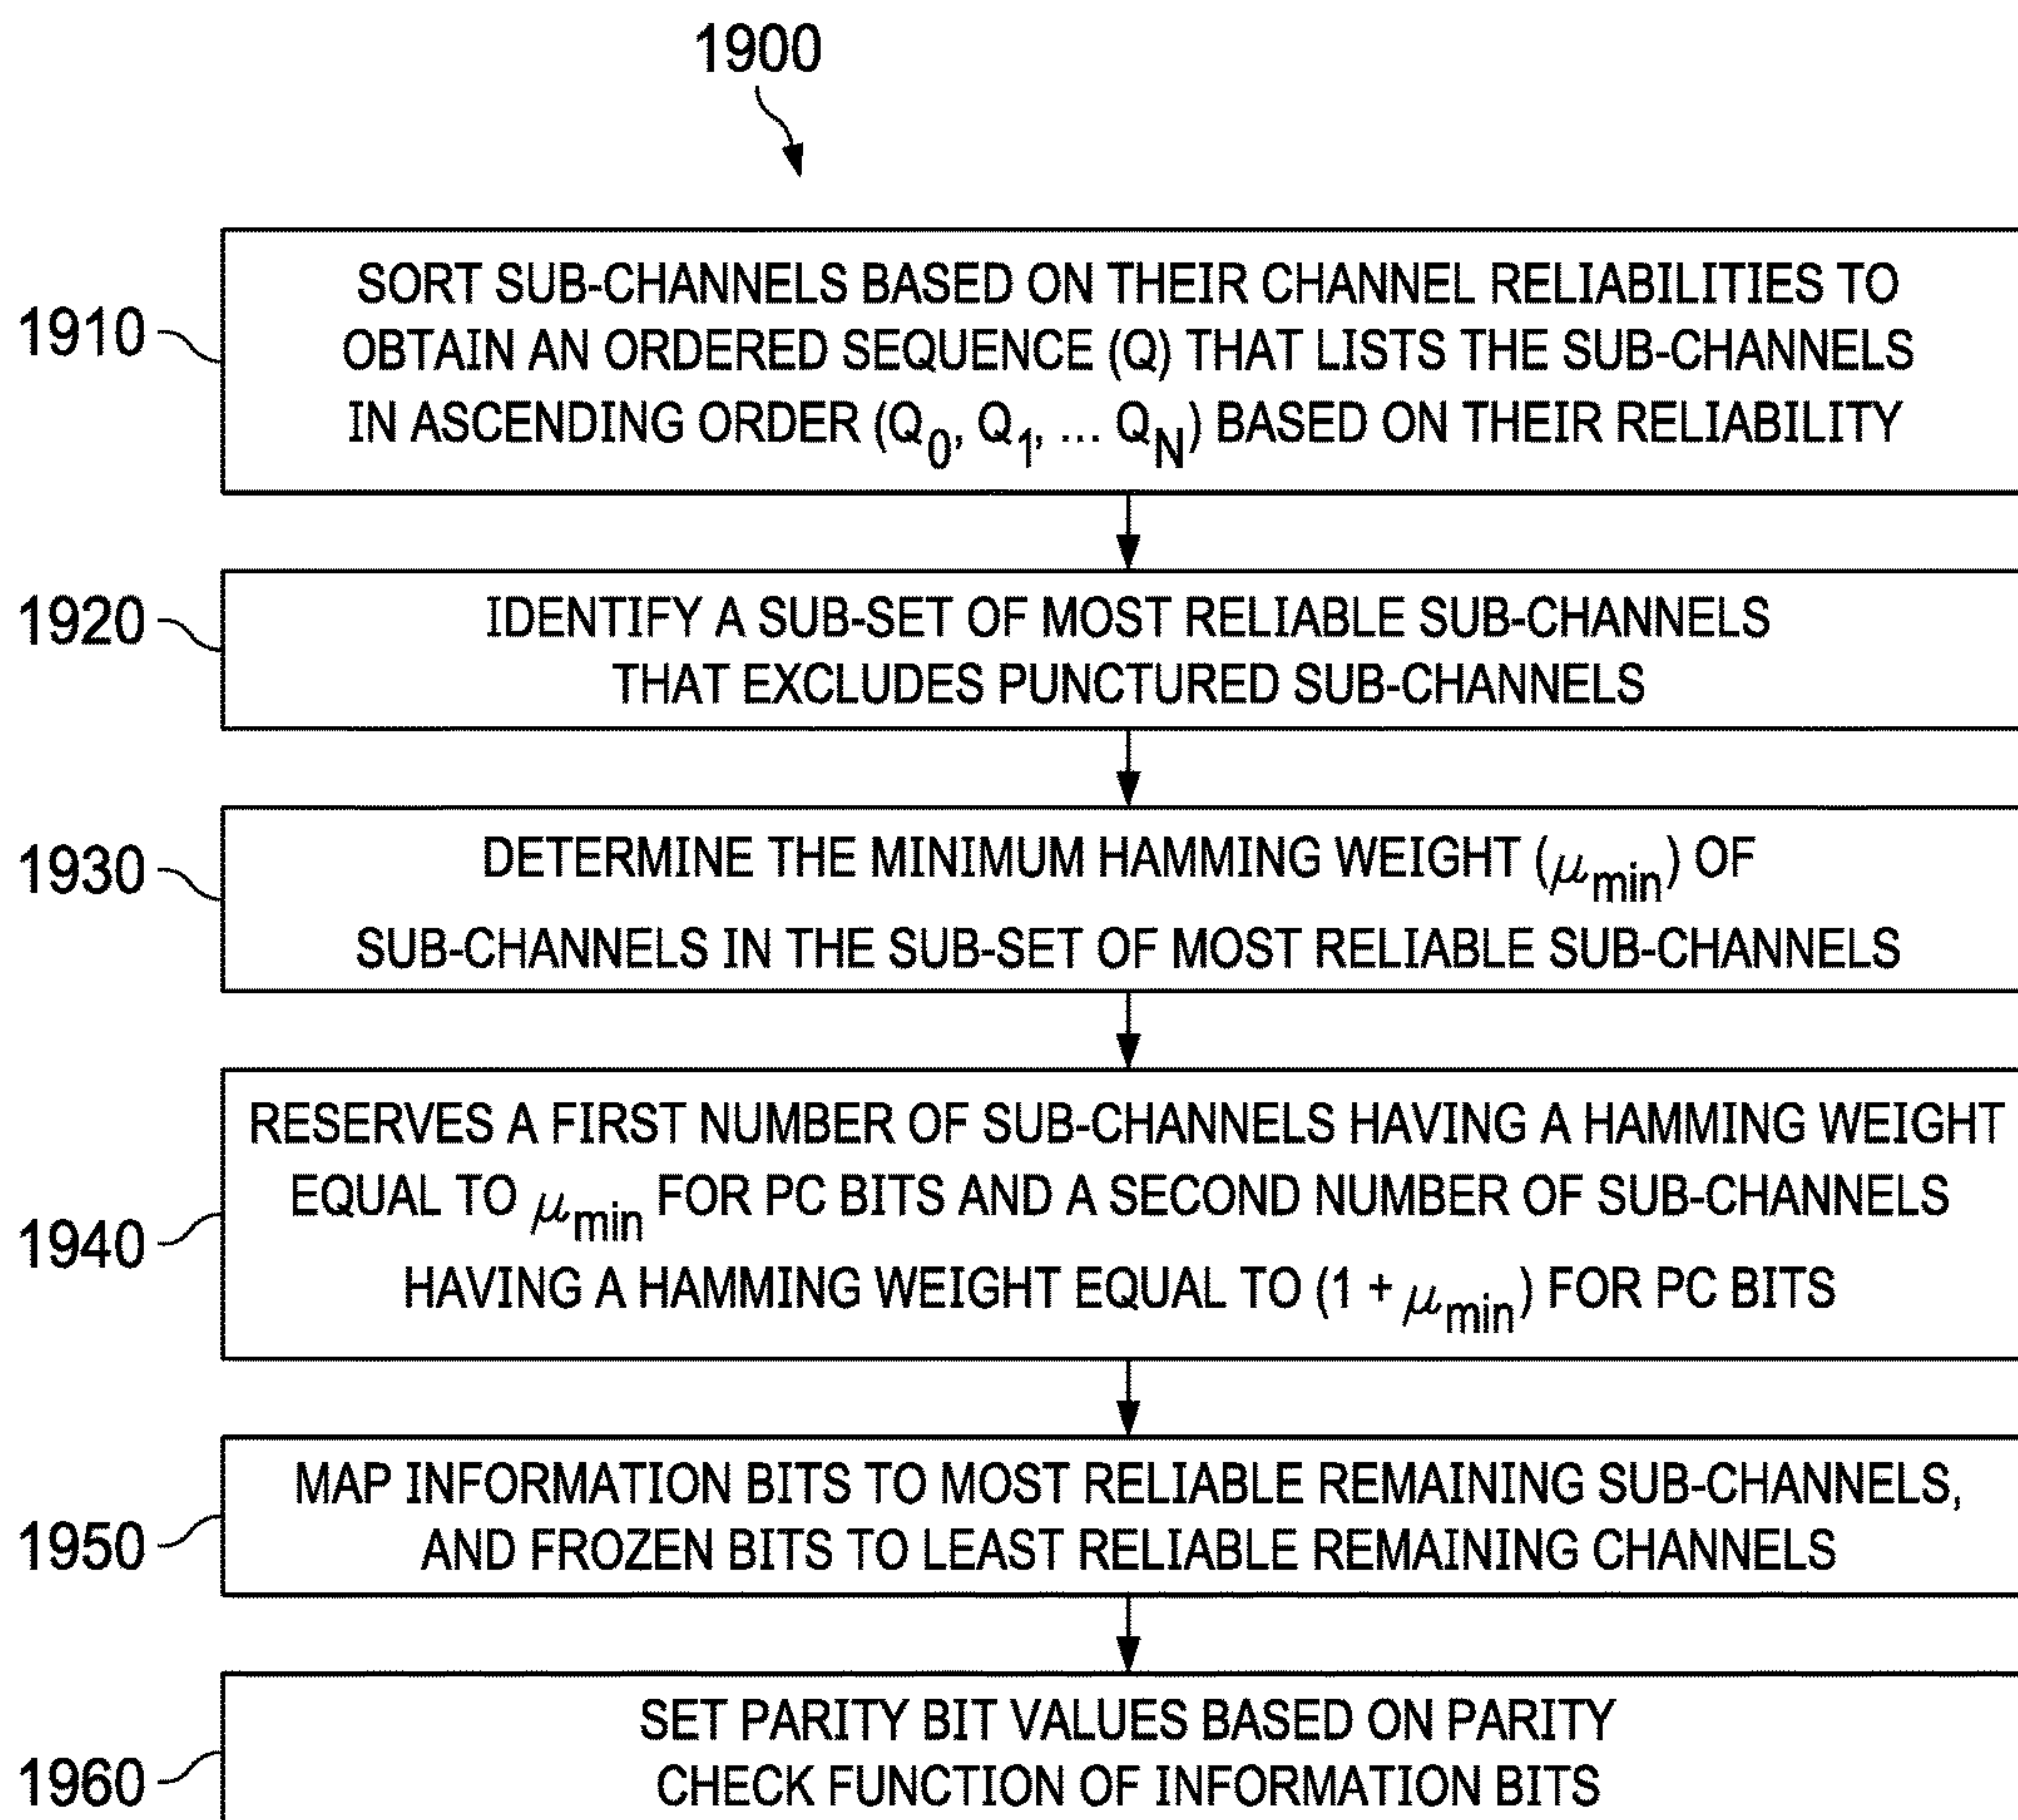 1900
1910
SORT SUB-CHANNELS BASED ON THEIR CHANNEL RELIABILITIES TO
OBTAIN AN ORDERED SEQUENCE (Q) THAT LISTS THE SUB-CHANNELS
IN ASCENDING ORDER (Q0, Q1, ... QN) BASED ON THEIR RELIABILITY
1920
IDENTIFY A SUB-SET OF MOST RELIABLE SUB-CHANNELS
THAT EXCLUDES PUNCTURED SUB-CHANNELS
1930
DETERMINE THE MINIMUM HAMMING WEIGHT (μmin) OF
SUB-CHANNELS IN THE SUB-SET OF MOST RELIABLE SUB-CHANNELS
1940
RESERVES A FIRST NUMBER OF SUB-CHANNELS HAVING A HAMMING WEIGHT
EQUAL TO μmin FOR PC BITS AND A SECOND NUMBER OF SUB-CHANNELS
HAVING A HAMMING WEIGHT EQUAL TO (1 + μmin) FOR PC BITS
1950
MAP INFORMATION BITS TO MOST RELIABLE REMAINING SUB-CHANNELS,
AND FROZEN BITS TO LEAST RELIABLE REMAINING CHANNELS
1960
SET PARITY BIT VALUES BASED ON PARITY
CHECK FUNCTION OF INFORMATION BITS